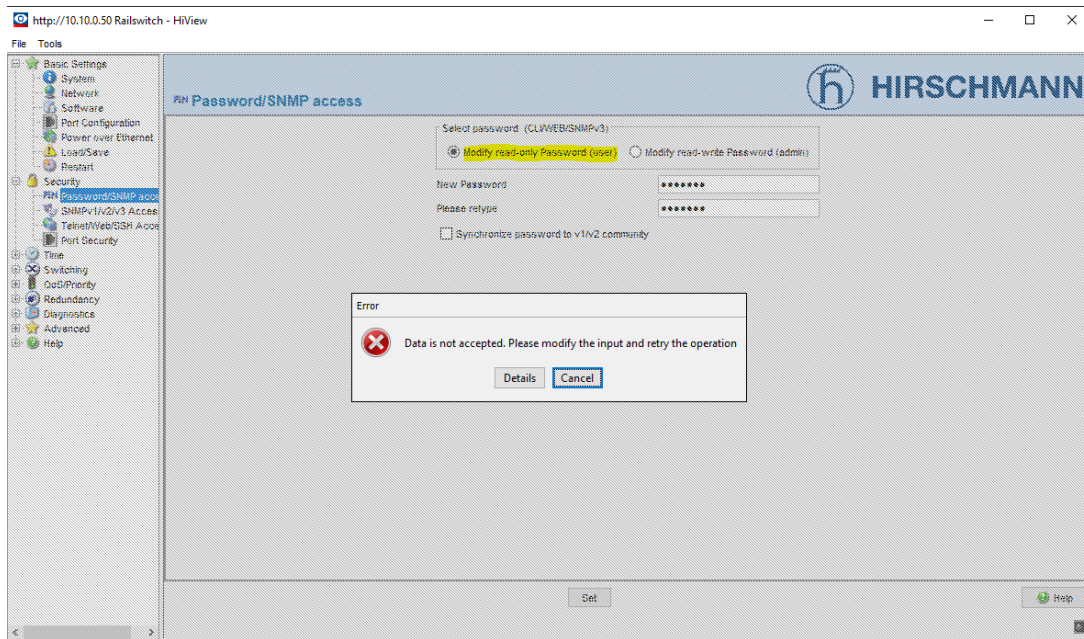 http://10.10.0.50 Railswitch - HiView
File Tools
Basic Settings
System
Network
Software
Port Configuration
Power over Ethernet
Load/Save
Restart
Security
PIN Password/SNMP acce
SNMPv1/v2/v3 Acces
Telnet/Web/SSH Acce
Port Security
Time
Switching
QoS/Priority
Redundancy
Diagnostics
Advanced
Help
PIN Password/SNMP access
HIRSCHMANN
Select password (CLI/WEB/SNMPv3)
Modify read-only Password (user) Modify read-write Password (admin)
New Password *******
Please retype *******
Synchronize password to v1/v2 community
Error
Data is not accepted. Please modify the input and retry the operation
Details Cancel
Set Help